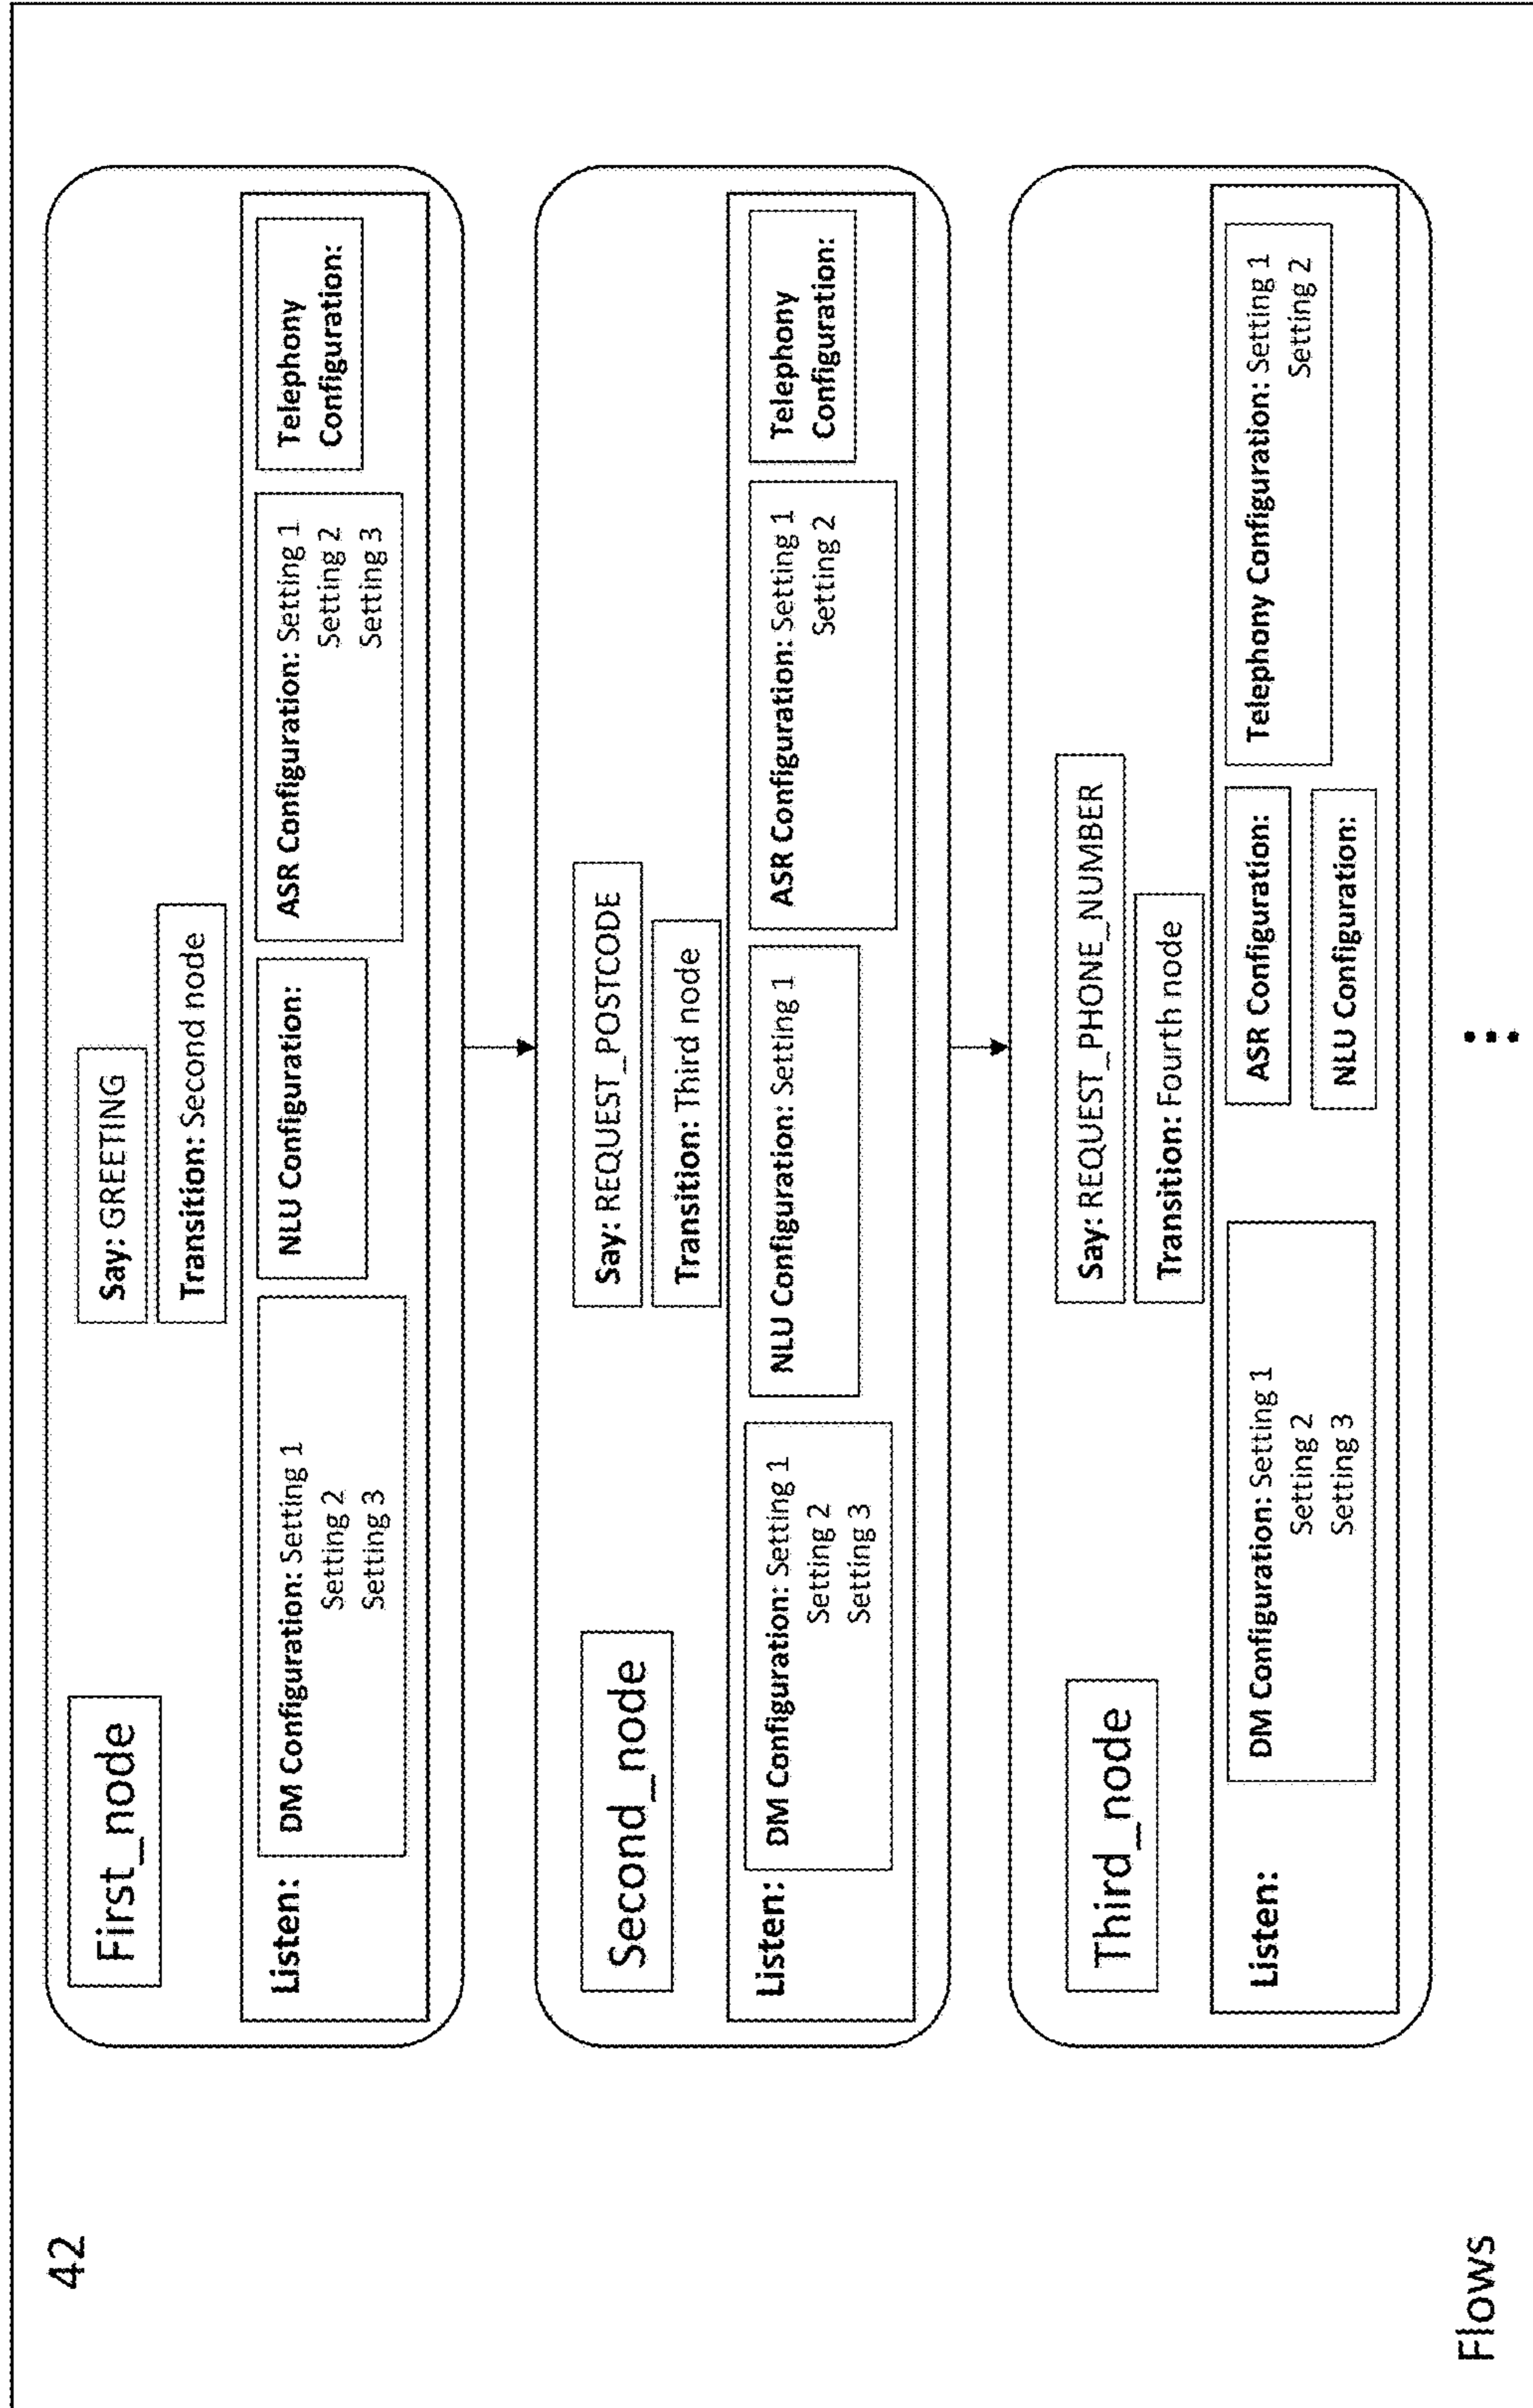 42
First_node
Say: GREETING
Transition: Second node
Listen:
DM Configuration: Setting 1
Setting 2
Setting 3
NLU Configuration:
ASR Configuration: Setting 1
Setting 2
Setting 3
Telephony
Configuration:
Second_node
Say: REQUEST_POSTCODE
Transition: Third node
Listen:
DM Configuration: Setting 1
Setting 2
Setting 3
NLU Configuration: Setting 1
ASR Configuration: Setting 1
Setting 2
Telephony
Configuration:
Third_node
Say: REQUEST_PHONE_NUMBER
Transition: Fourth node
Listen:
DM Configuration: Setting 1
Setting 2
Setting 3
ASR Configuration:
NLU Configuration:
Telephony Configuration: Setting 1
Setting 2
Flows